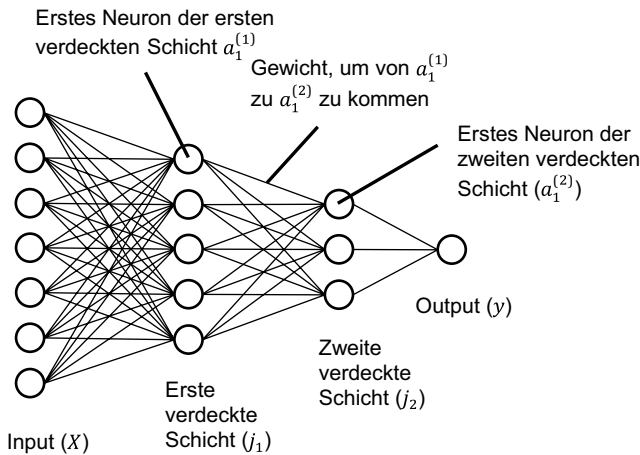 Erstes Neuron der ersten
verdeckten Schicht $a_1^{(1)}$
Gewicht, um von $a_1^{(1)}$
zu $a_1^{(2)}$ zu kommen
Erstes Neuron der
zweiten verdeckten
Schicht ($a_1^{(2)}$)
Output ($y$)
Zweite
verdeckte
Schicht ($j_2$)
Erste
verdeckte
Schicht ($j_1$)
Input ($X$)